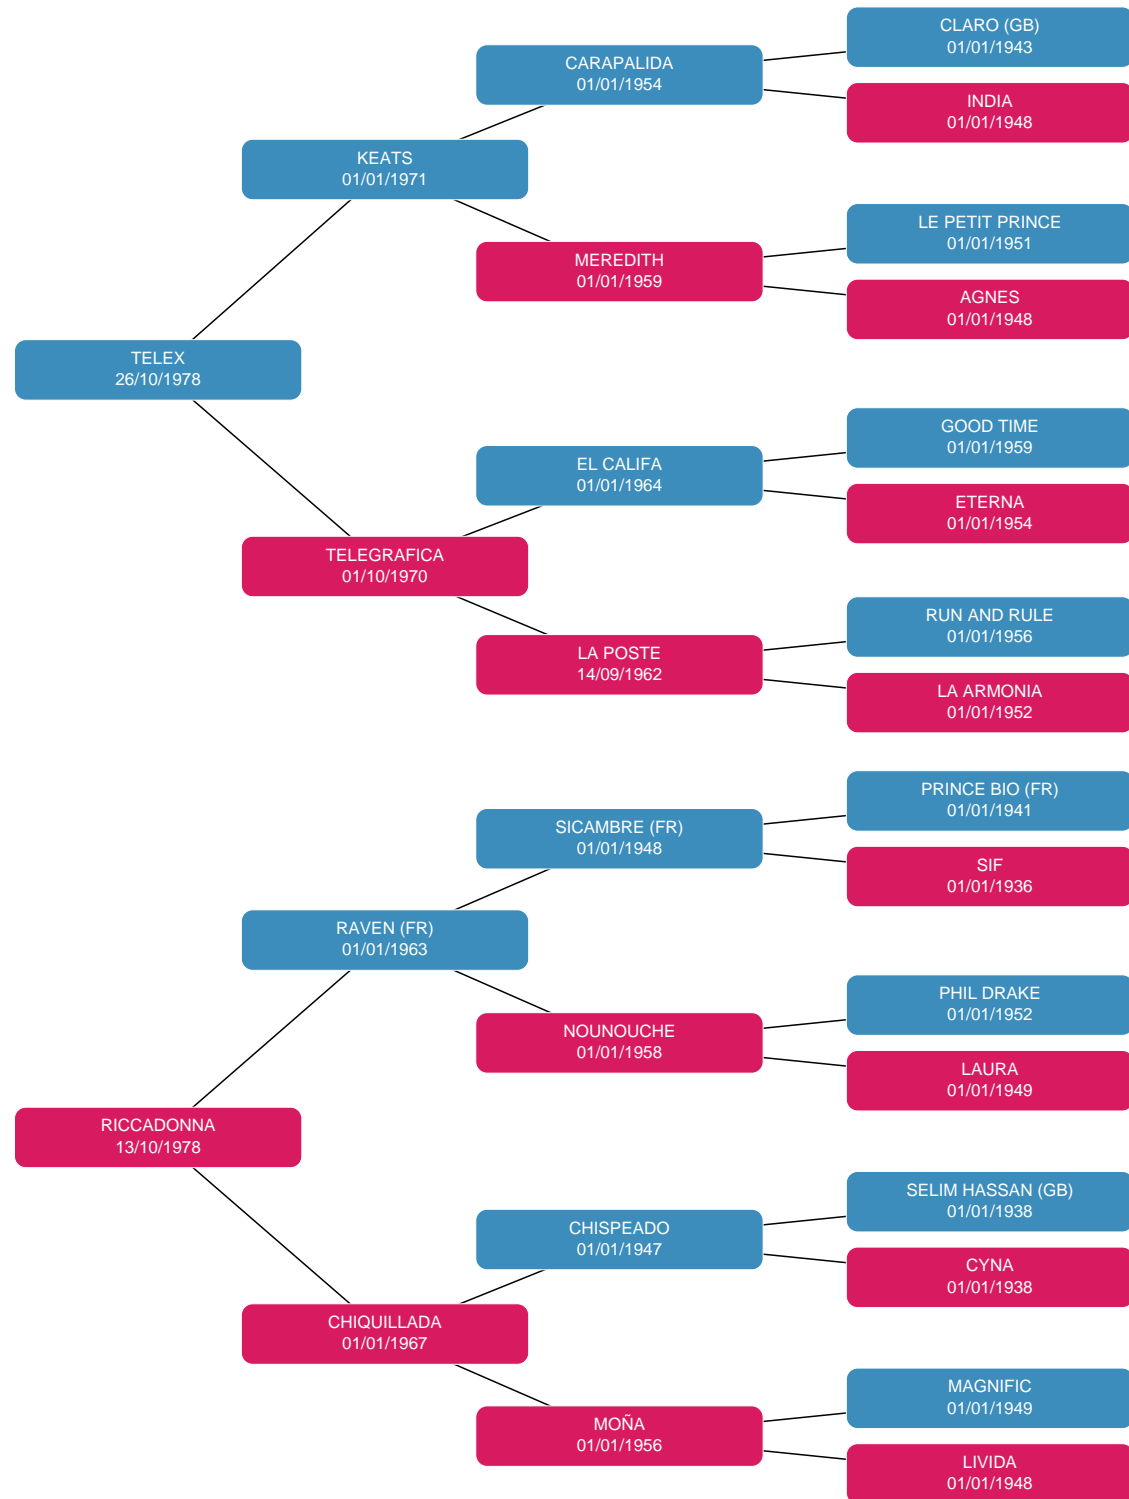 CLARO (GB)
01/01/1943
CARAPALIDA
01/01/1954
INDIA
01/01/1948
KEATS
01/01/1971
LE PETIT PRINCE
01/01/1951
MEREDITH
01/01/1959
AGNES
01/01/1948
TELEX
26/10/1978
GOOD TIME
01/01/1959
EL CALIFA
01/01/1964
ETERNA
01/01/1954
TELEGRAFICA
01/10/1970
RUN AND RULE
01/01/1956
LA POSTE
14/09/1962
LA ARMONIA
01/01/1952
PRINCE BIO (FR)
01/01/1941
SICAMBRE (FR)
01/01/1948
SIF
01/01/1936
RAVEN (FR)
01/01/1963
PHIL DRAKE
01/01/1952
NOUNOUCHE
01/01/1958
LAURA
01/01/1949
RICCADONNA
13/10/1978
SELIM HASSAN (GB)
01/01/1938
CHISPEADO
01/01/1947
CYNA
01/01/1938
CHIQUILLADA
01/01/1967
MAGNIFIC
01/01/1949
MOÑA
01/01/1956
LIVIDA
01/01/1948